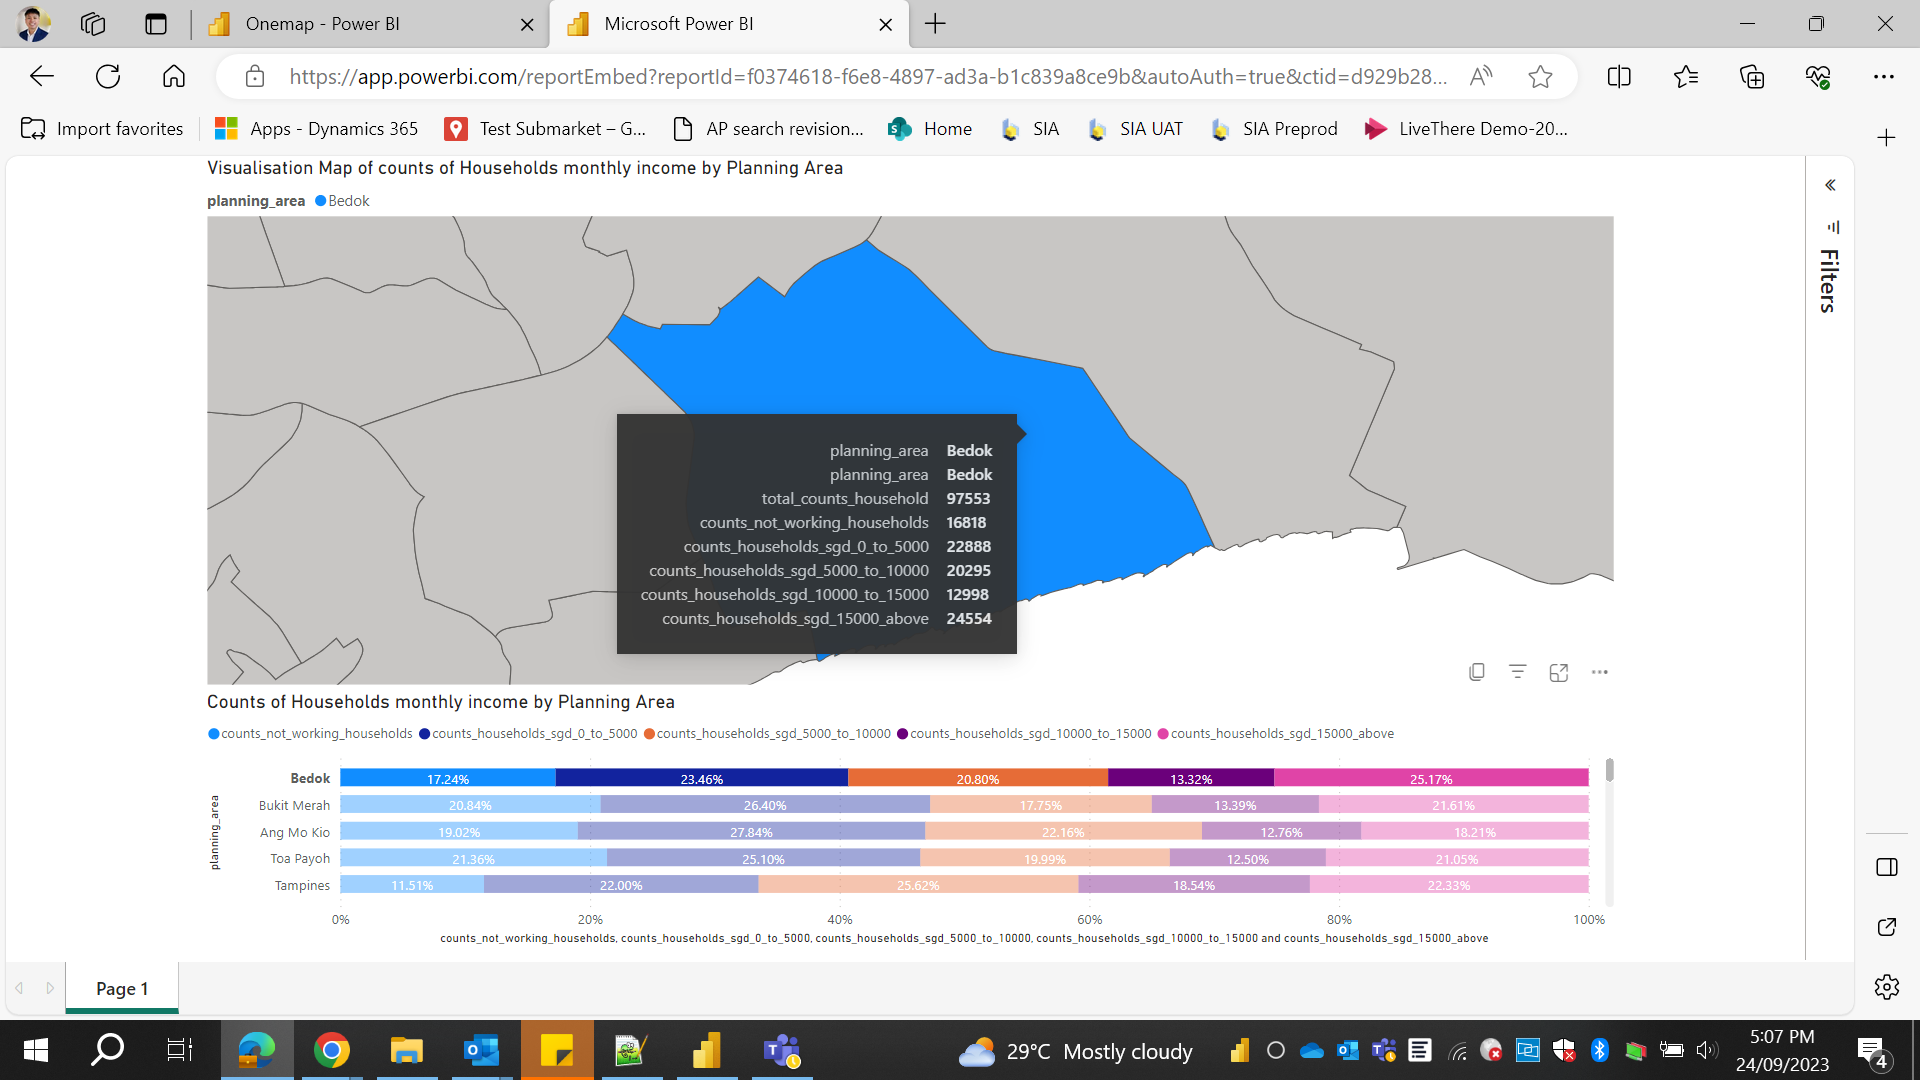 Onemap - Power BI
Microsoft Power BI
https://app.powerbi.com/reportEmbed?reportId=f0374618-f6e8-4897-ad3a-b1c839a8ce9b&autoAuth=true&ctid=d929b28...
Import favorites
Apps - Dynamics 365
Test Submarket – G...
AP search revision...
Home
SIA
SIA UAT
SIA Preprod
LiveThere Demo-20...
Visualisation Map of counts of Households monthly income by Planning Area
planning_area Bedok
Filters
planning_area Bedok
planning_area Bedok
total_counts_household 97553
counts_not_working_households 16818
counts_households_sgd_0_to_5000 22888
counts_households_sgd_5000_to_10000 20295
counts_households_sgd_10000_to_15000 12998
counts_households_sgd_15000_above 24554
Counts of Households monthly income by Planning Area
counts_not_working_households counts_households_sgd_0_to_5000 counts_households_sgd_5000_to_10000 counts_households_sgd_10000_to_15000 counts_households_sgd_15000_above
planning_area
Bedok 17.24% 23.46% 20.80% 13.32% 25.17%
Bukit Merah 20.84% 26.40% 17.75% 13.39% 21.61%
Ang Mo Kio 19.02% 27.84% 22.16% 12.76% 18.21%
Toa Payoh 21.36% 25.10% 19.99% 12.50% 21.05%
Tampines 11.51% 22.00% 25.62% 18.54% 22.33%
0% 20% 40% 60% 80% 100%
counts_not_working_households, counts_households_sgd_0_to_5000, counts_households_sgd_5000_to_10000, counts_households_sgd_10000_to_15000 and counts_households_sgd_15000_above
Page 1
29°C Mostly cloudy
5:07 PM
24/09/2023
4